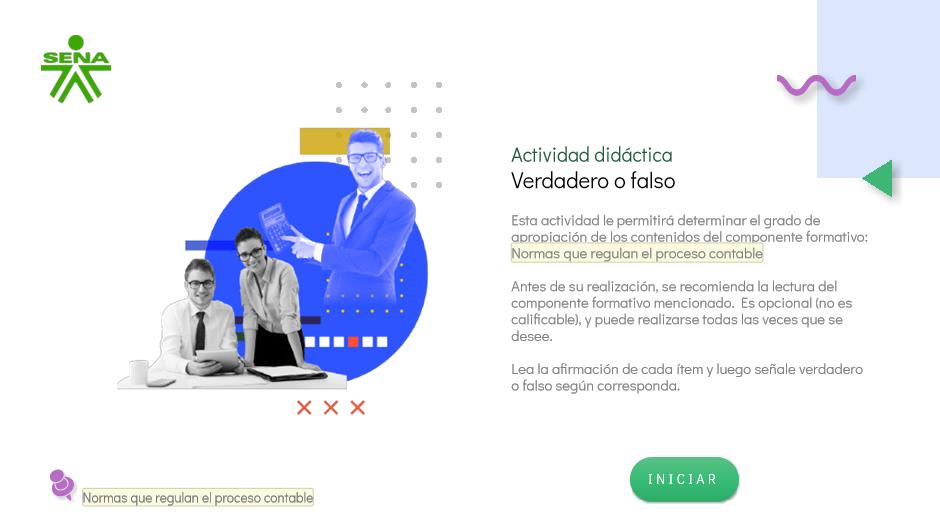 SENA
Actividad didáctica
Verdadero o falso
Esta actividad le permitirá determinar el grado de
apropiación de los contenidos del componente formativo:
Normas que regulan el proceso contable
Antes de su realización, se recomienda la lectura del
componente formativo mencionado. Es opcional (no es
calificable), y puede realizarse todas las veces que se
desee.
Lea la afirmación de cada ítem y luego señale verdadero
o falso según corresponda.
INICIAR
Normas que regulan el proceso contable